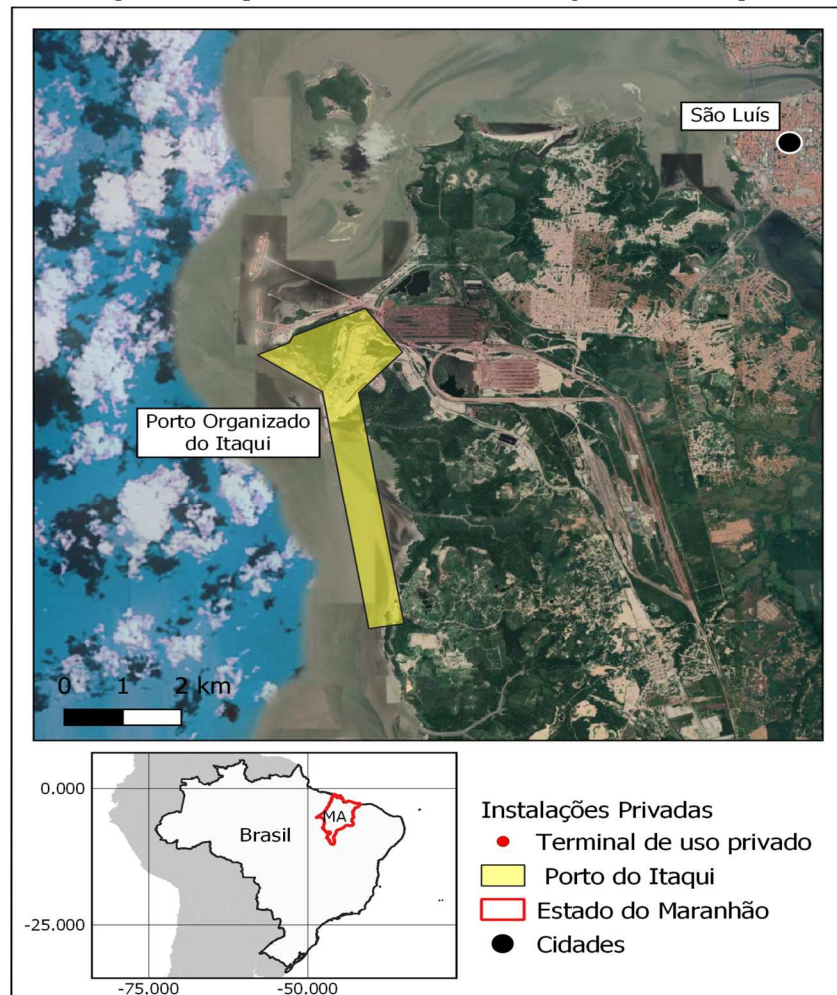 São Luís
Porto Organizado
do Itaqui
0 1 2 km
0.000
Brasil
MA
-25.000
-75.000
-50.000
Instalações Privadas
Terminal de uso privado
Porto do Itaqui
Estado do Maranhão
Cidades